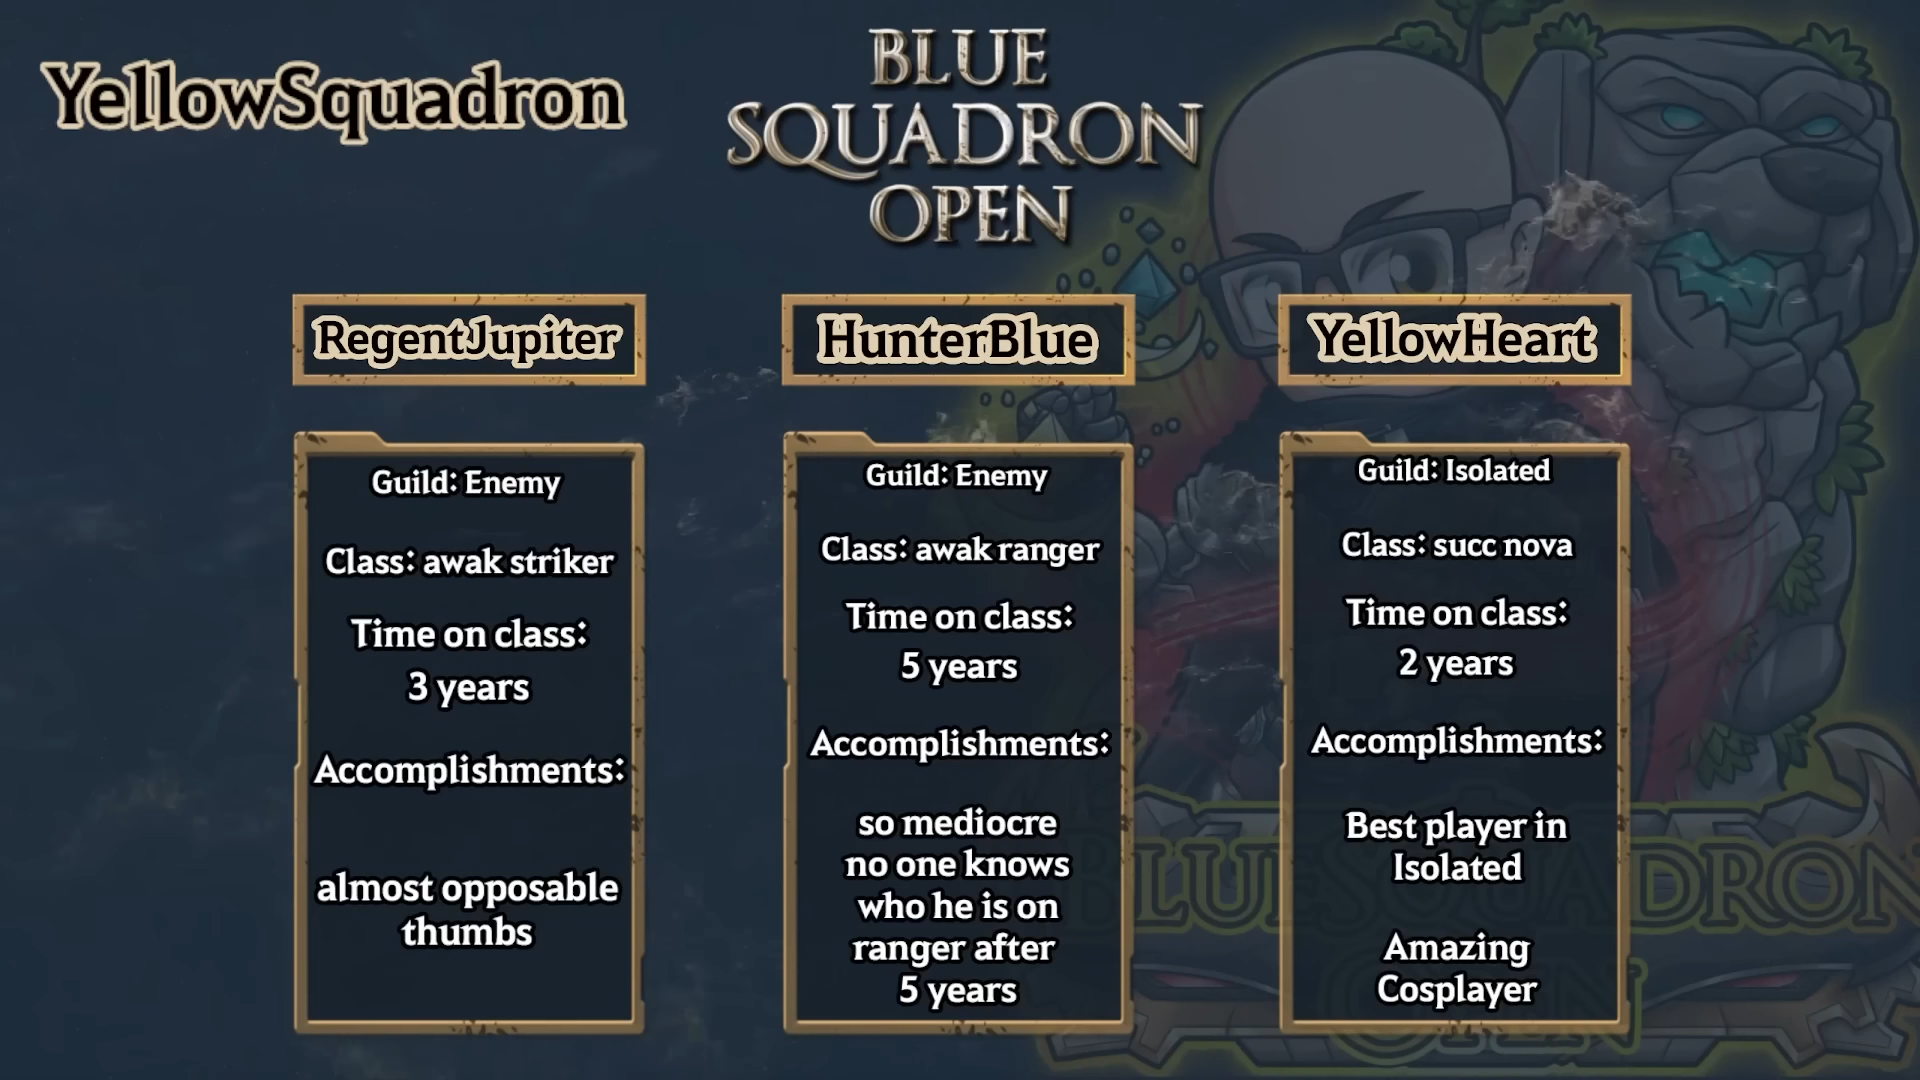 YellowSquadron
BLUE
SQUADRON
OPEN
RegentJupiter
HunterBlue
YellowHeart
Guild: Enemy
Class: awak striker
Time on class:
3 years
Accomplishments:
almost opposable
thumbs
Guild: Enemy
Class: awak ranger
Time on class:
5 years
Accomplishments:
so mediocre
no one knows
who he is on
ranger after
5 years
Guild: Isolated
Class: succ nova
Time on class:
2 years
Accomplishments:
Best player in
Isolated
Amazing
Cosplayer
BLUESQUADRON
OPEN